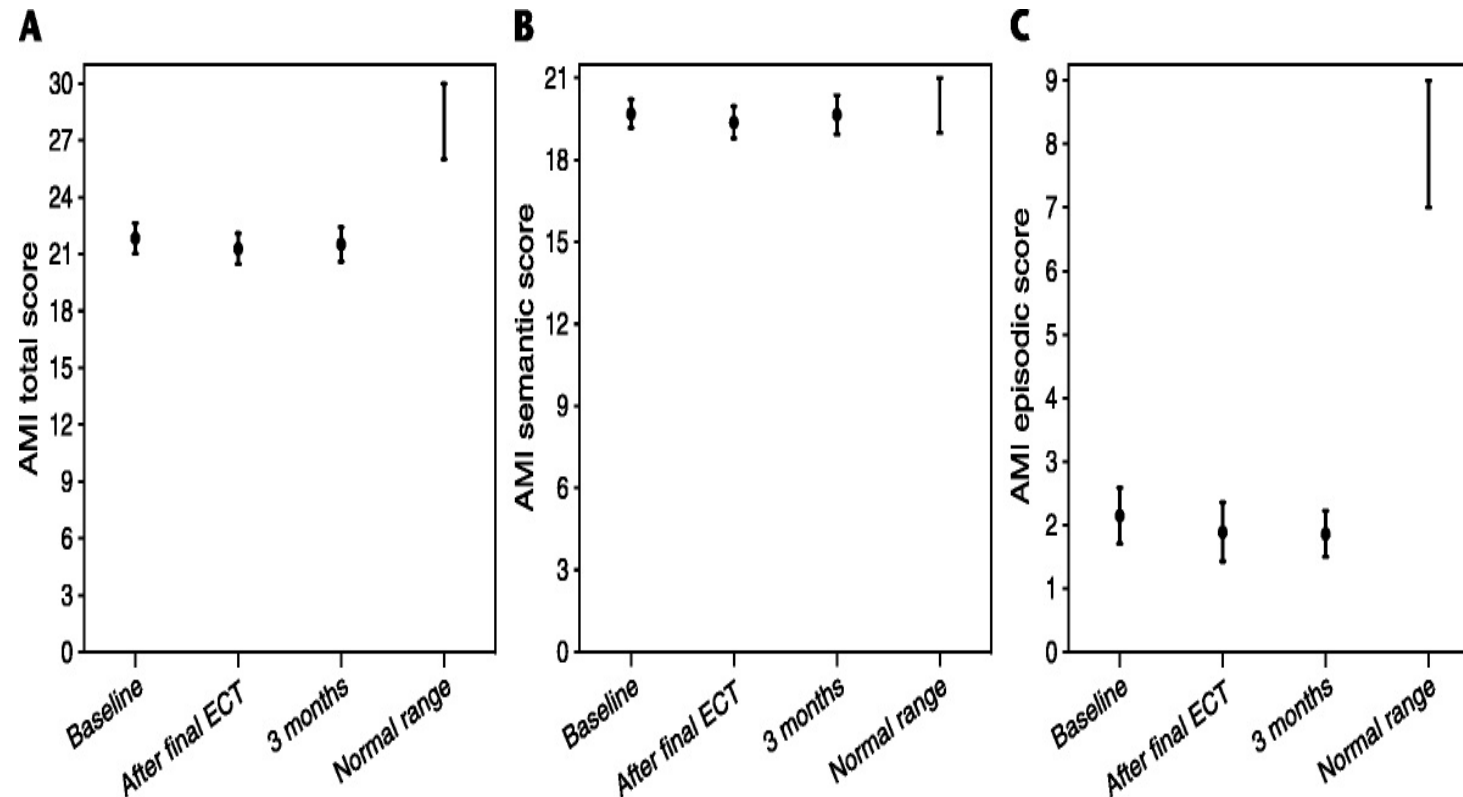 A
AMI total score
30
27
24
21
18
15
12
9
6
3
0
Baseline
After final ECT
3 months
Normal range
B
AMI semantic score
21
18
15
12
9
6
3
0
Baseline
After final ECT
3 months
Normal range
C
AMI episodic score
9
8
7
6
5
4
3
2
1
0
Baseline
After final ECT
3 months
Normal range